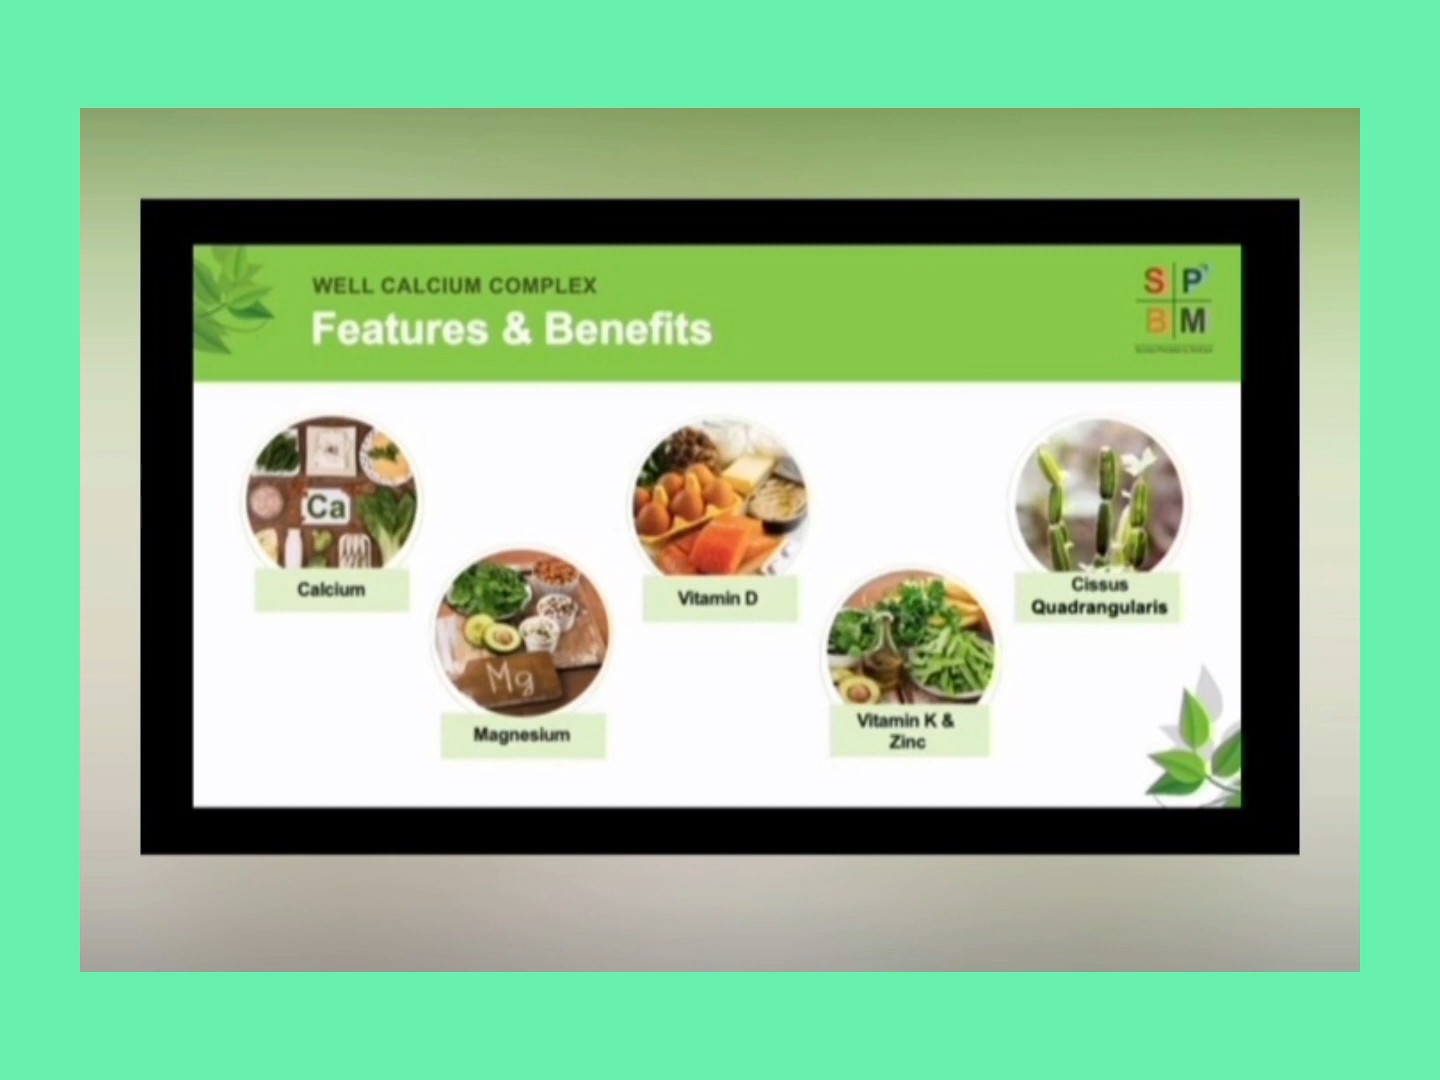 WELL CALCIUM COMPLEX
Features & Benefits
S P
B M
Ca
Calcium
Mg
Magnesium
Vitamin D
Vitamin K &
Zinc
Cissus
Quadrangularis